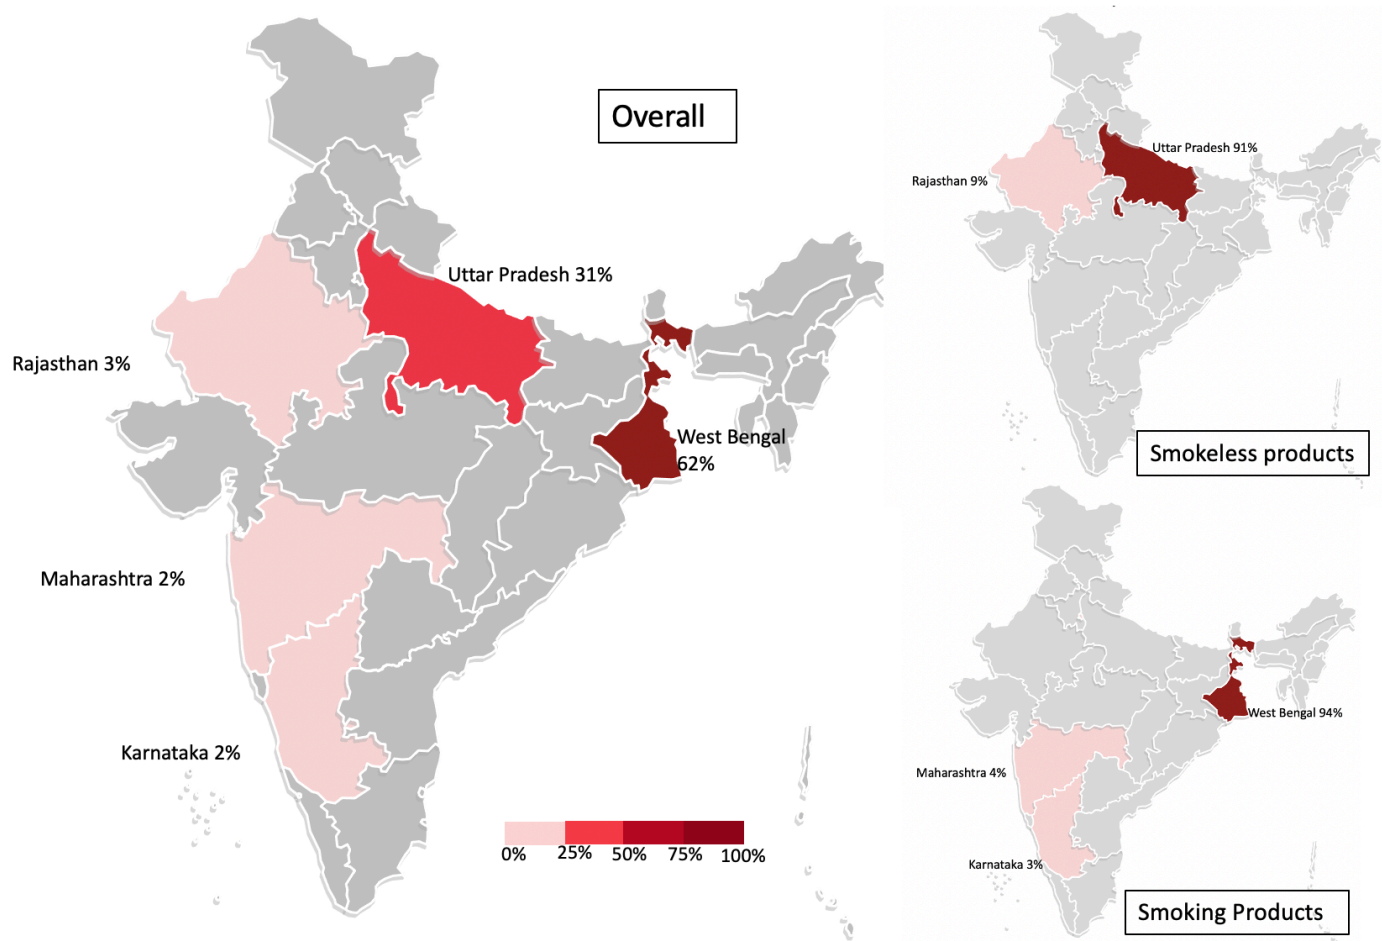 Overall
Uttar Pradesh 31%
Rajasthan 3%
West Bengal
62%
Maharashtra 2%
Karnataka 2%
0% 25% 50% 75% 100%
Uttar Pradesh 91%
Rajasthan 9%
Smokeless products
West Bengal 94%
Maharashtra 4%
Karnataka 3%
Smoking Products